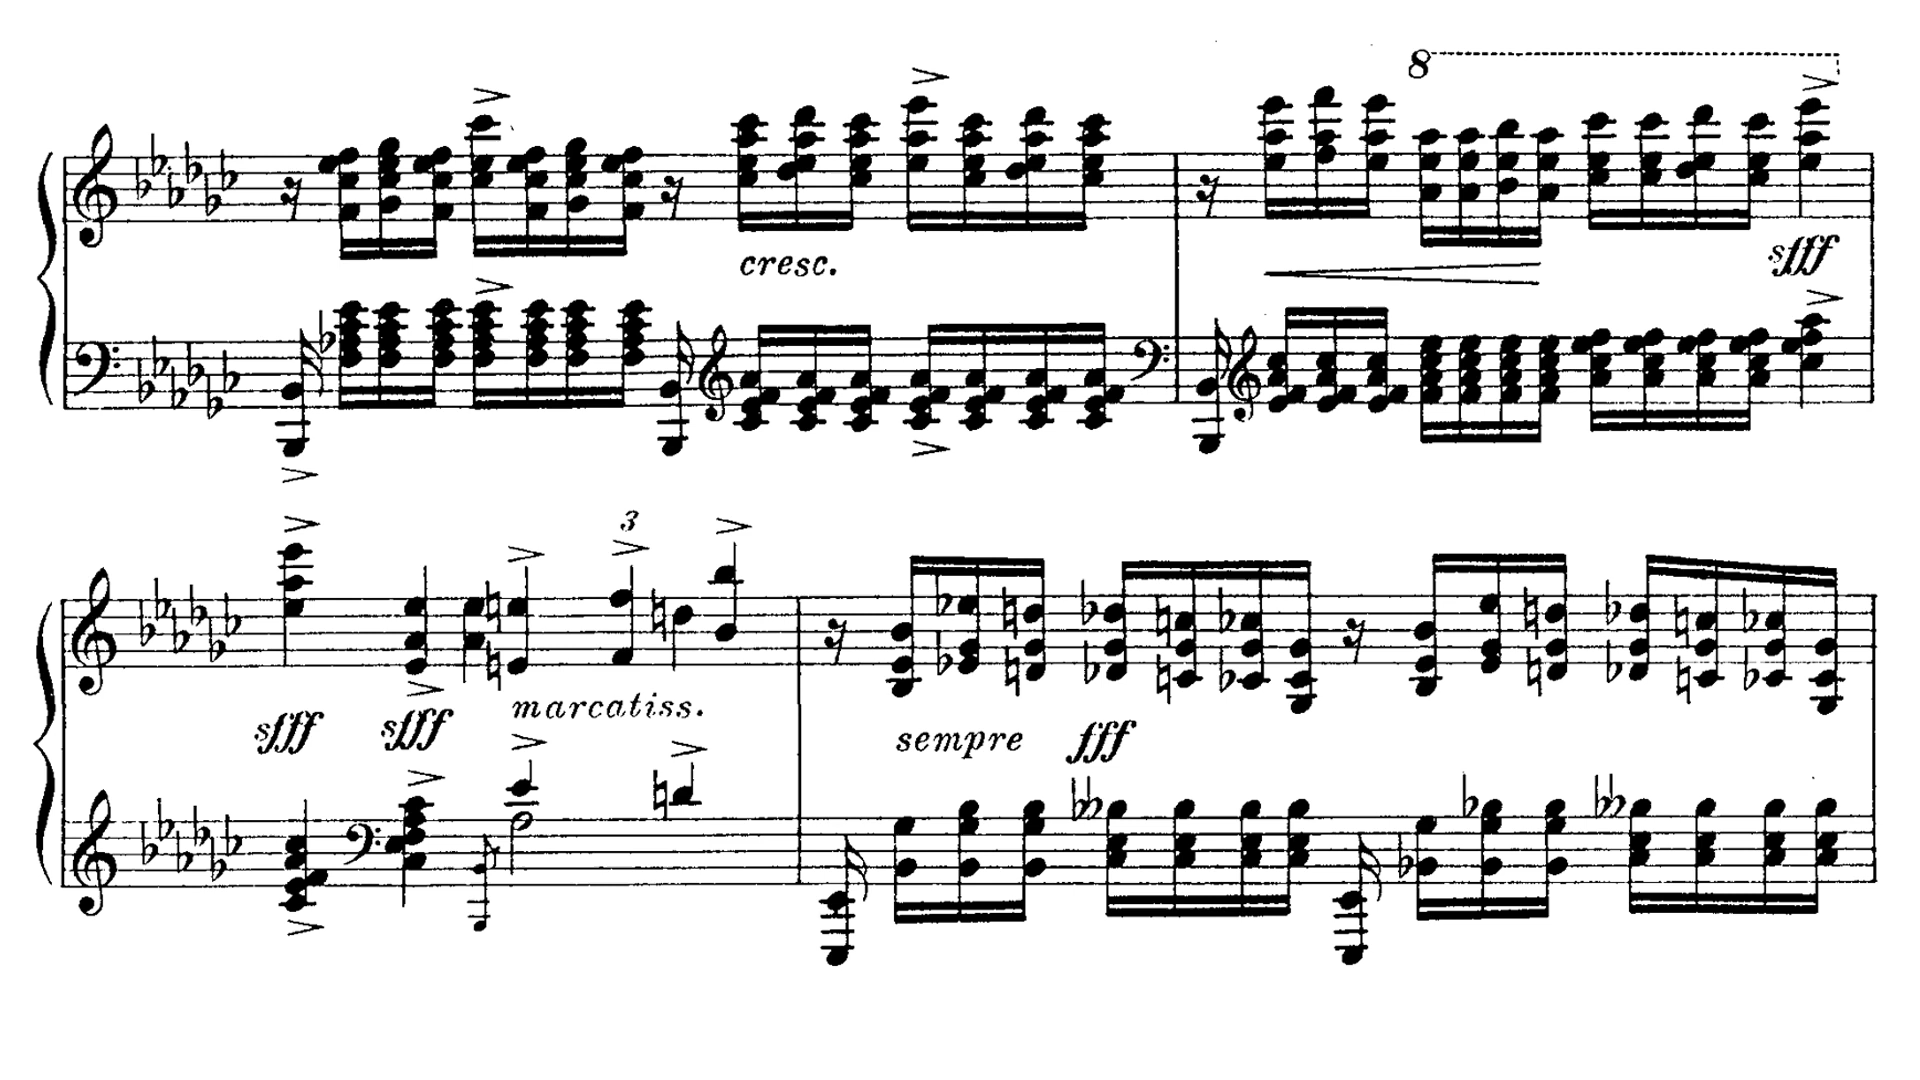 8
cresc.
sfff
3
marcatiss.
sfff sfff
sempre fff